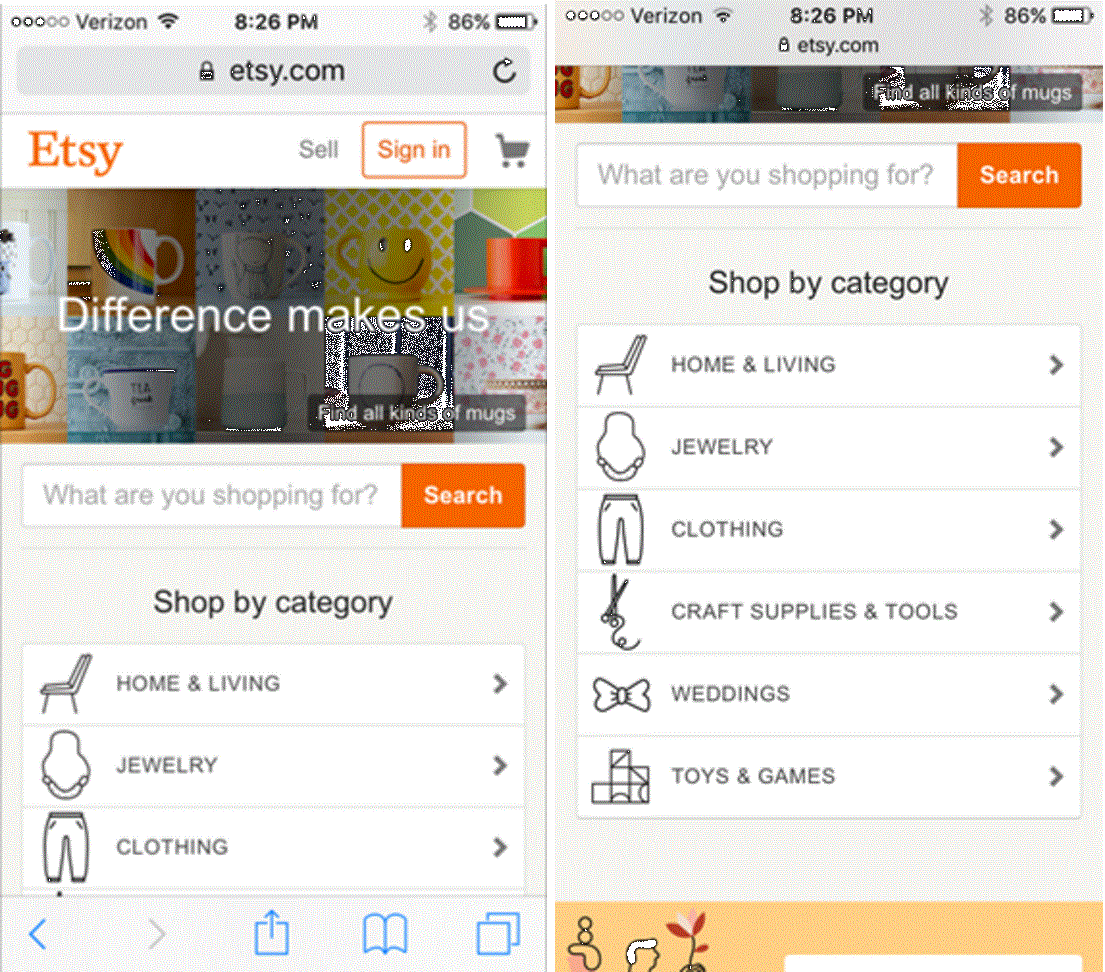 Verizon 8:26 PM 86%
etsy.com
Etsy Sell Sign in
Difference makes us
TEA
Find all kinds of mugs
What are you shopping for? Search
Shop by category
HOME & LIVING
JEWELRY
CLOTHING
Verizon 8:26 PM 86%
etsy.com
Find all kinds of mugs
What are you shopping for? Search
Shop by category
HOME & LIVING
JEWELRY
CLOTHING
CRAFT SUPPLIES & TOOLS
WEDDINGS
TOYS & GAMES